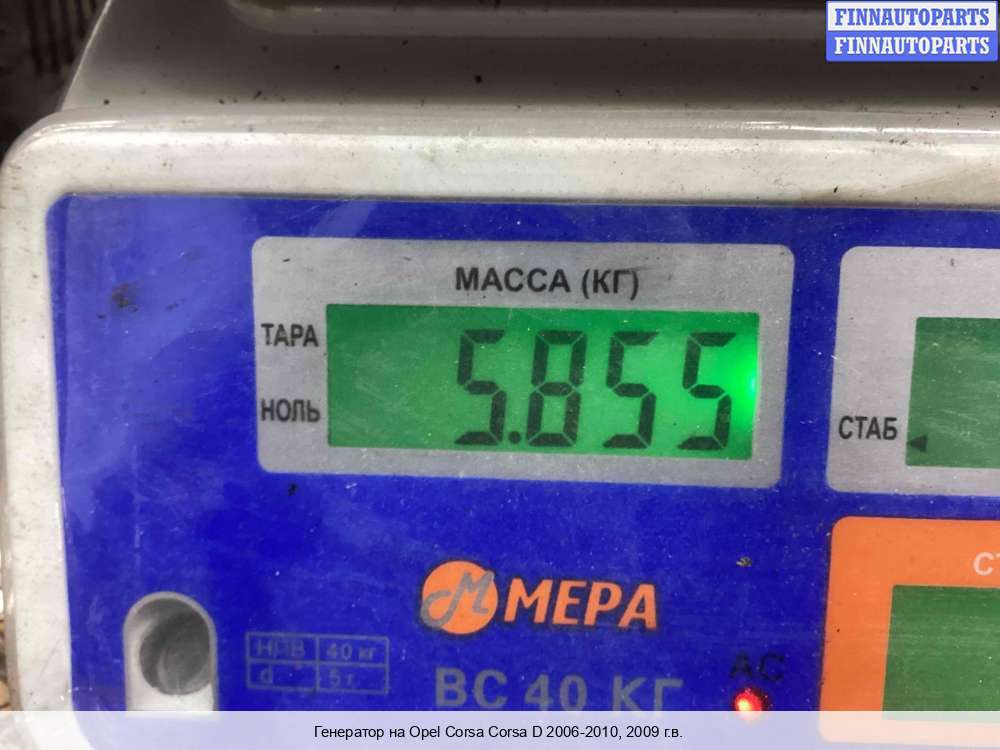 FINNAUTOPARTS
FINNAUTOPARTS
МАССА (КГ)
ТАРА
5.855
НОЛЬ
СТАБ
МЕРА
НПВ 40 кг
d 5 г
AC
ВС 40 КГ
Генератор на Opel Corsa Corsa D 2006-2010, 2009 г.в.